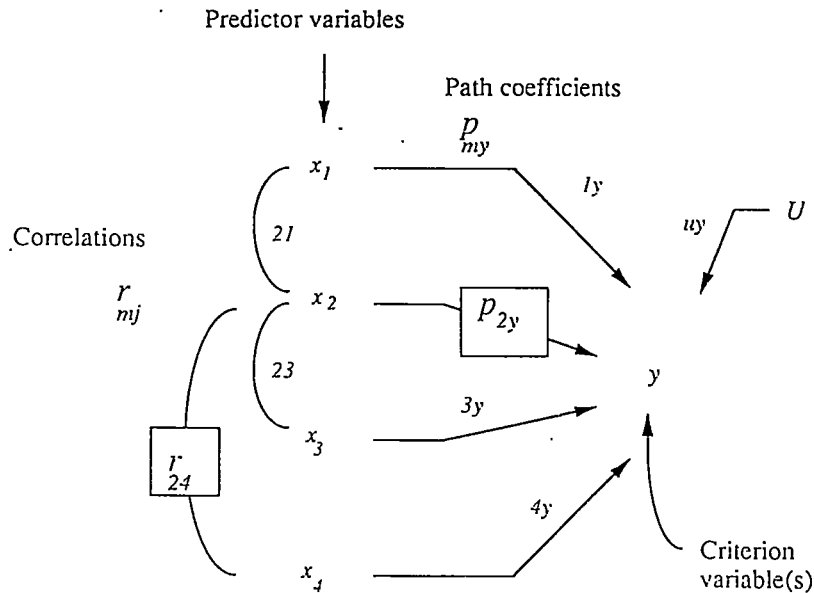 Predictor variables
Path coefficients
p
my
x1
1y
U
uy
21
Correlations
r
mj
x2
p2y
23
y
3y
x3
r
24
4y
x4
Criterion
variable(s)